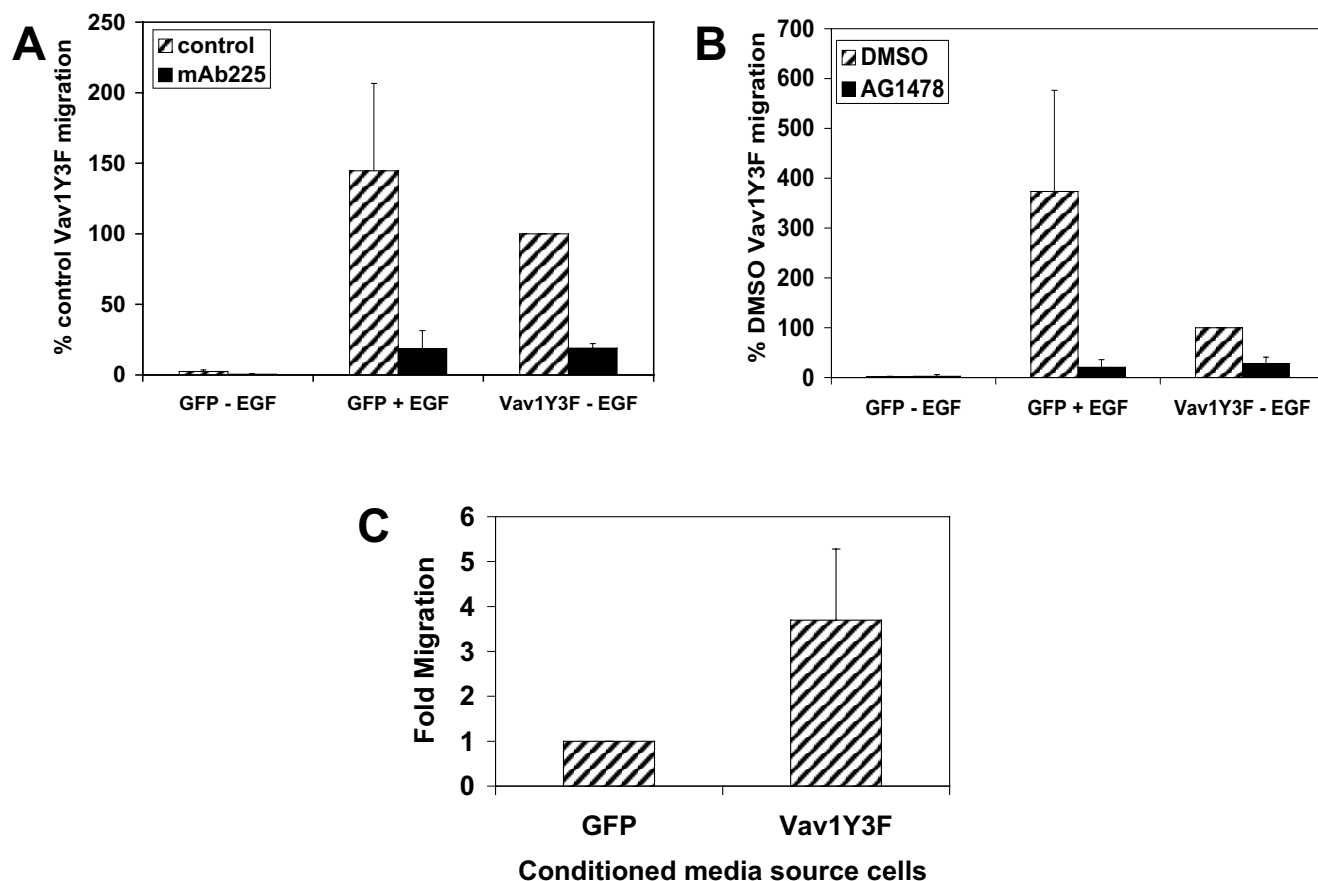 A
% control Vav1Y3F migration
250
200
150
100
50
0
control
mAb225
GFP - EGF
GFP + EGF
Vav1Y3F - EGF
B
% DMSO Vav1Y3F migration
700
600
500
400
300
200
100
0
DMSO
AG1478
GFP - EGF
GFP + EGF
Vav1Y3F - EGF
C
Fold Migration
6
5
4
3
2
1
0
GFP
Vav1Y3F
Conditioned media source cells